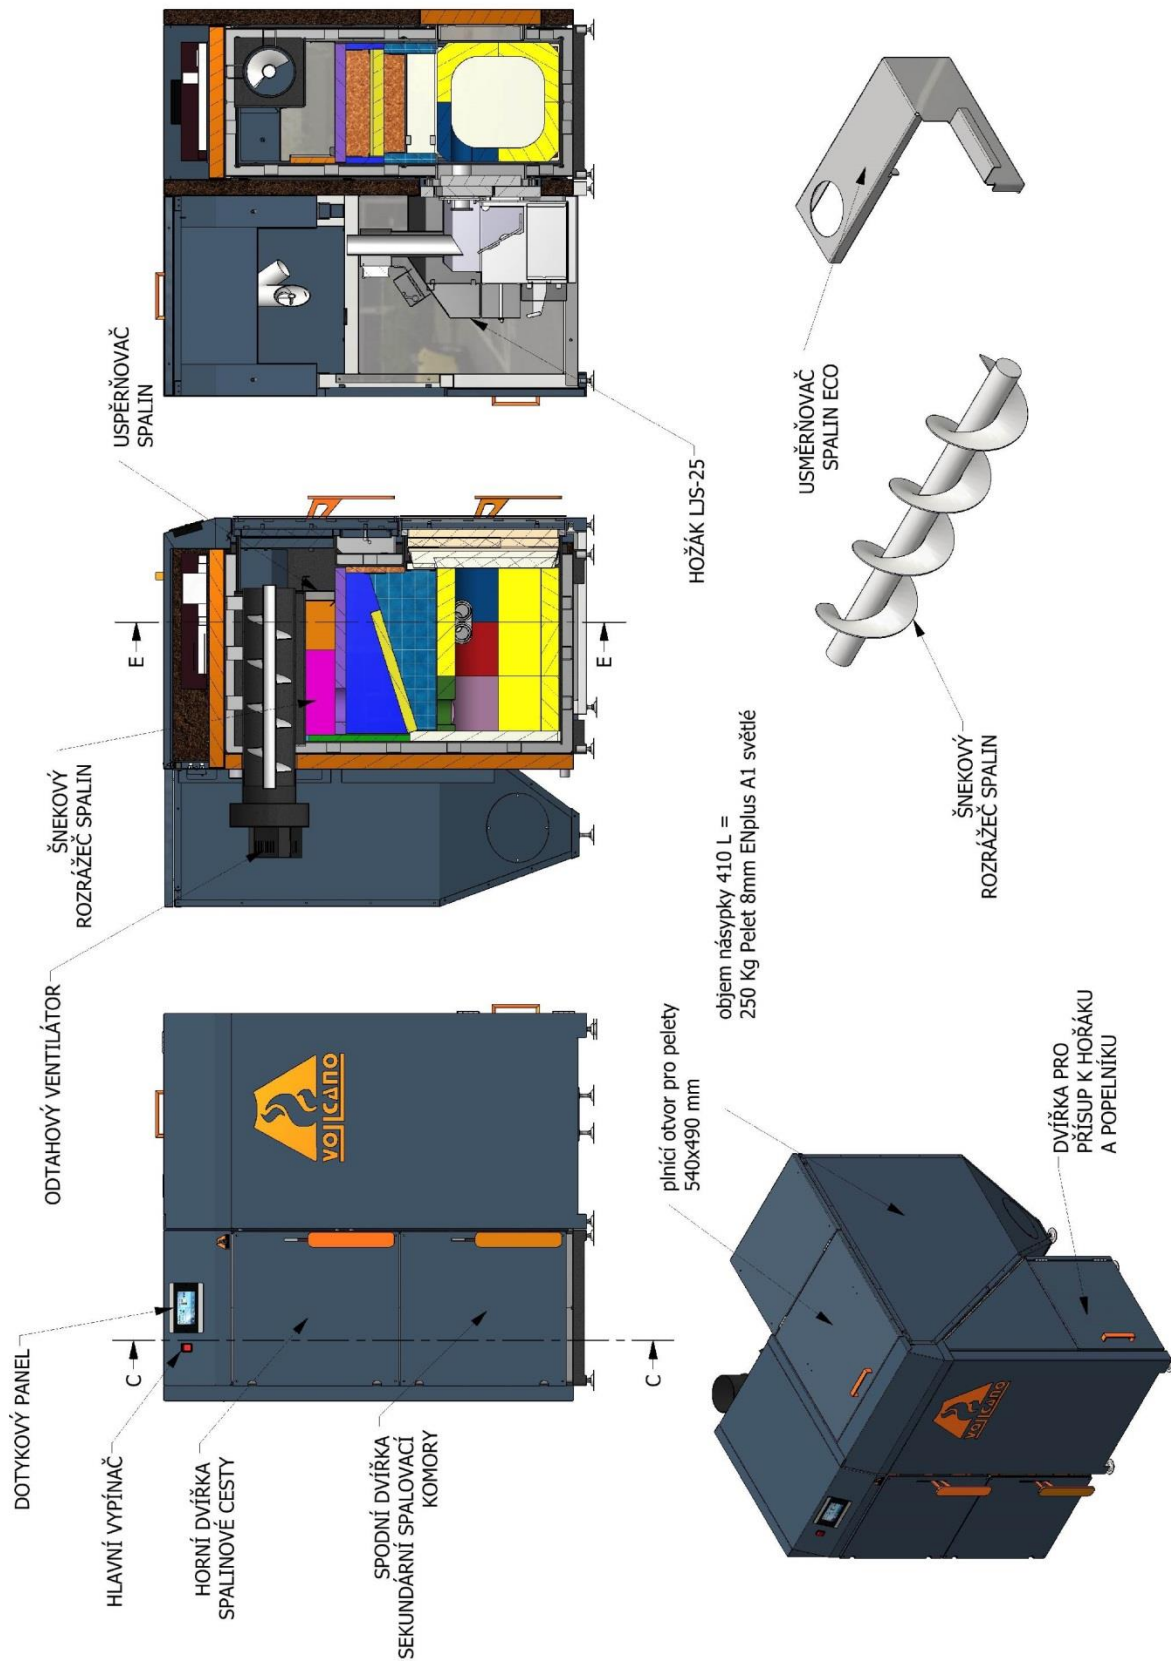 DOTYKOVÝ PANEL
HLAVNÍ VYPÍNAČ
HORNÍ DVÍŘKA
SPALINOVÉ CESTY
SPODNÍ DVÍŘKA
SEKUNDÁRNÍ SPALOVACÍ
KOMORY
C
C
VOJLCANO
ODTAHOVÝ VENTILÁTOR
ŠNEKOVÝ
ROZRÁŽEČ SPALIN
E
E
USPĚRŇOVAČ
SPALIN
HOŽÁK LJS-25
plnící otvor pro pelety
540x490 mm
objem násypky 410 L =
250 Kg Pelet 8mm ENplus A1 světlé
DVÍŘKA PRO
PŘÍSUP K HOŘÁKU
A POPELNÍKU
VOJLCANO
ŠNEKOVÝ
ROZRÁŽEČ SPALIN
USMĚRŇOVAČ
SPALIN ECO